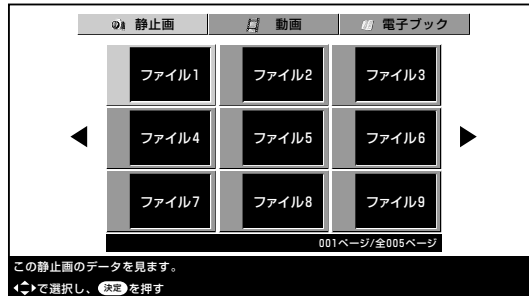 静止画 動画 電子ブック
ファイル1 ファイル2 ファイル3
ファイル4 ファイル5 ファイル6
ファイル7 ファイル8 ファイル9
001ページ/全005ページ
この静止画のデータを見ます。
で選択し、決定を押す